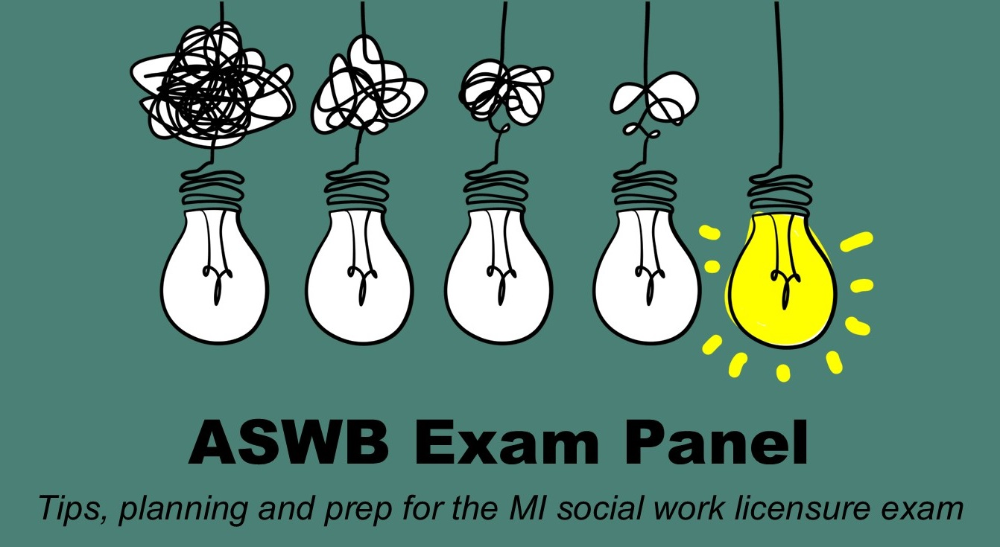 ASWB Exam Panel
Tips, planning and prep for the MI social work licensure exam